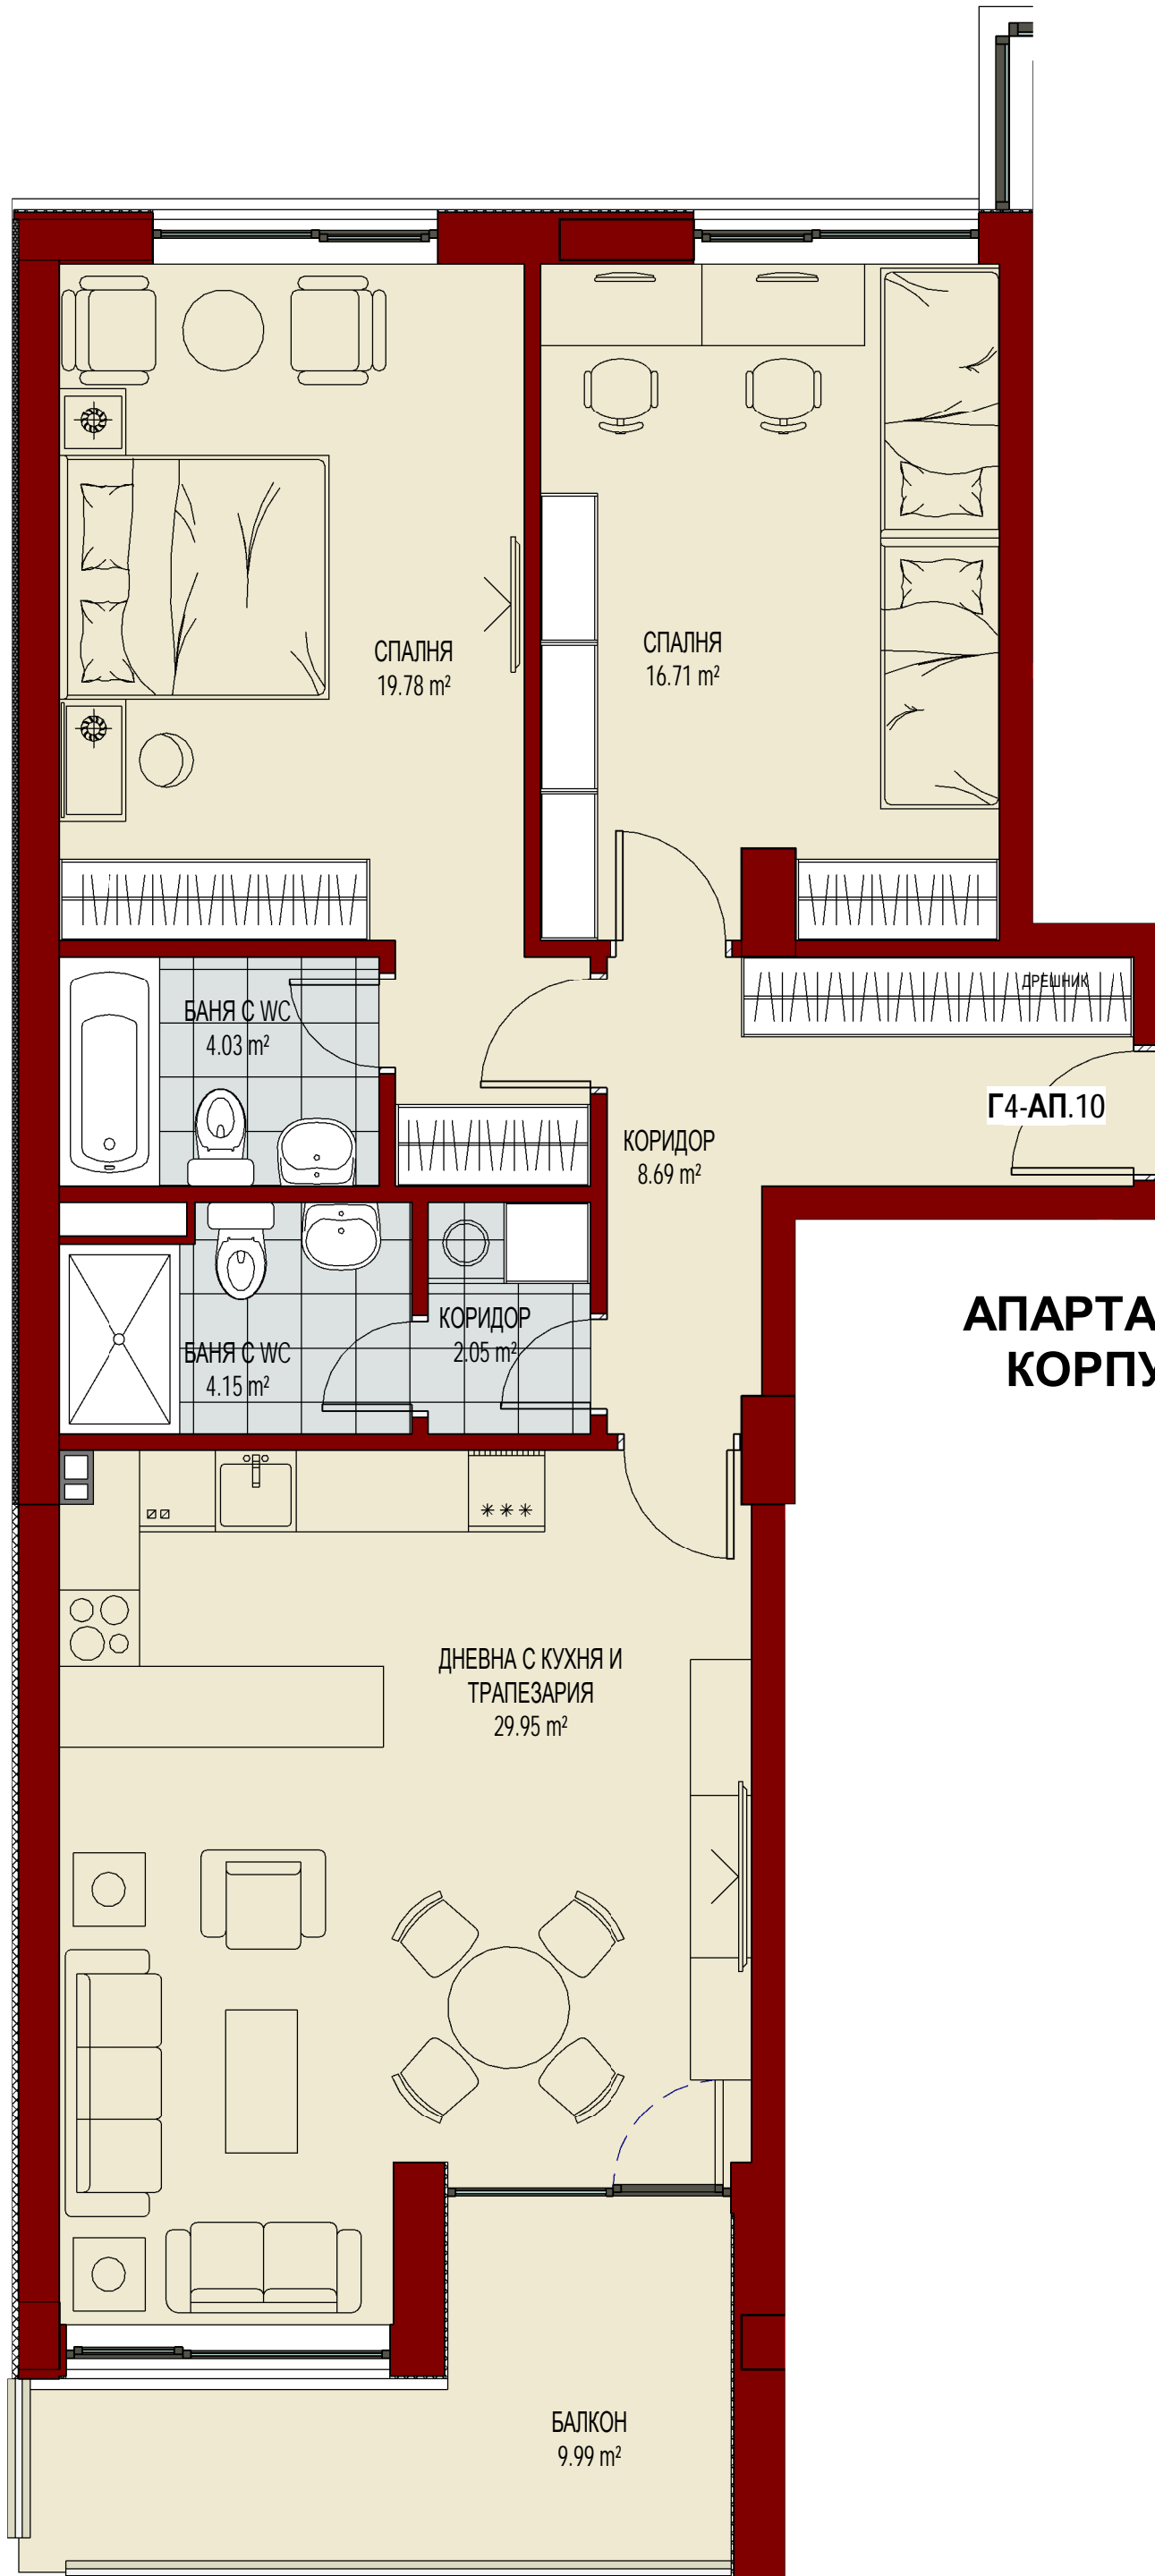 СПАЛНЯ
19.78 m²
СПАЛНЯ
16.71 m²
ДРЕШНИК
БАНЯ С WC
4.03 m²
Г4-АП.10
КОРИДОР
8.69 m²
АПАРТА
КОРПУ
КОРИДОР
2.05 m²
БАНЯ С WC
4.15 m²
ДНЕВНА С КУХНЯ И
ТРАПЕЗАРИЯ
29.95 m²
БАЛКОН
9.99 m²